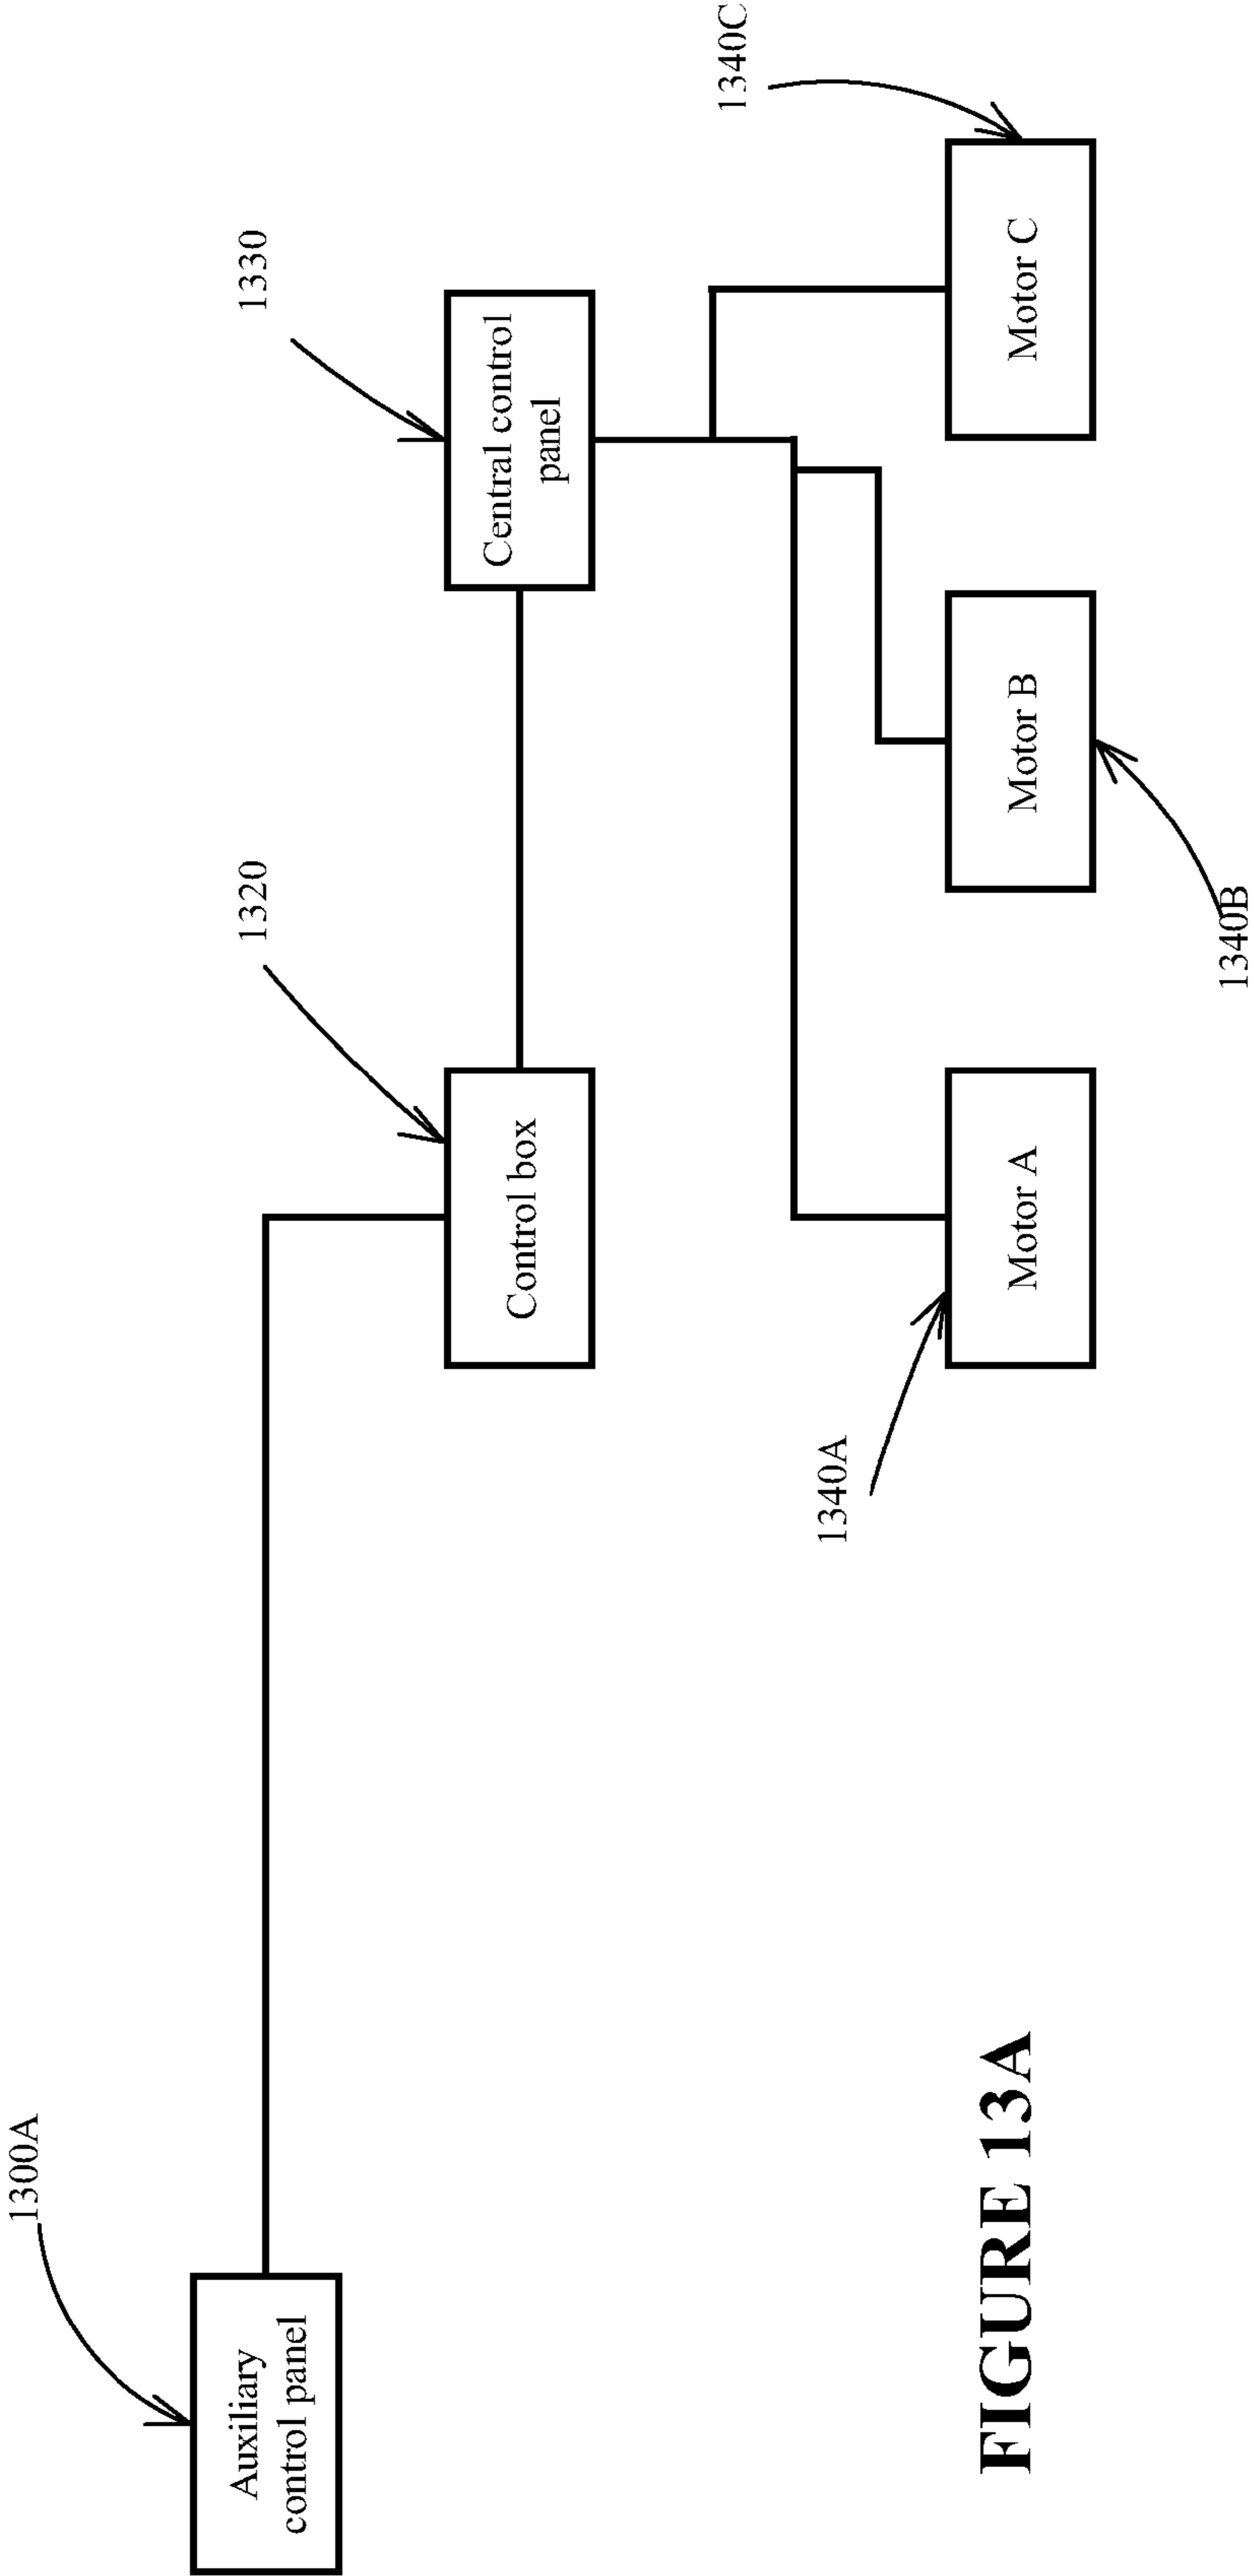 1300A
Auxiliary
control panel
1320
Control box
1330
Central control
panel
1340A
Motor A
Motor B
1340B
1340C
Motor C
FIGURE 13A